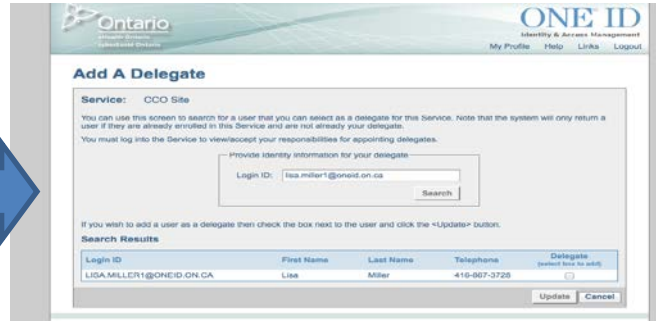 Ontario
ONE ID
Identity & Access Management
My Profile Help Links Logout
Add A Delegate
Service: CCO Site
You can use this screen to search for a user that you can select as a delegate for this Service. Note that the system will only return a
user if they are already enrolled in this Service and are not already your delegate.
You must log into the Service to view/accept your responsibilities for appointing delegates.
Provide Identity Information for your delegate
Login ID: lisa.miller1@oneid.on.ca
Search
If you wish to add a user as a delegate then check the box next to the user and click the <Update> button.
Search Results
Login ID First Name Last Name Telephone Delegate
(select box to add)
LISA.MILLER1@ONEID.ON.CA Lisa Miller 416-867-3728
Update Cancel